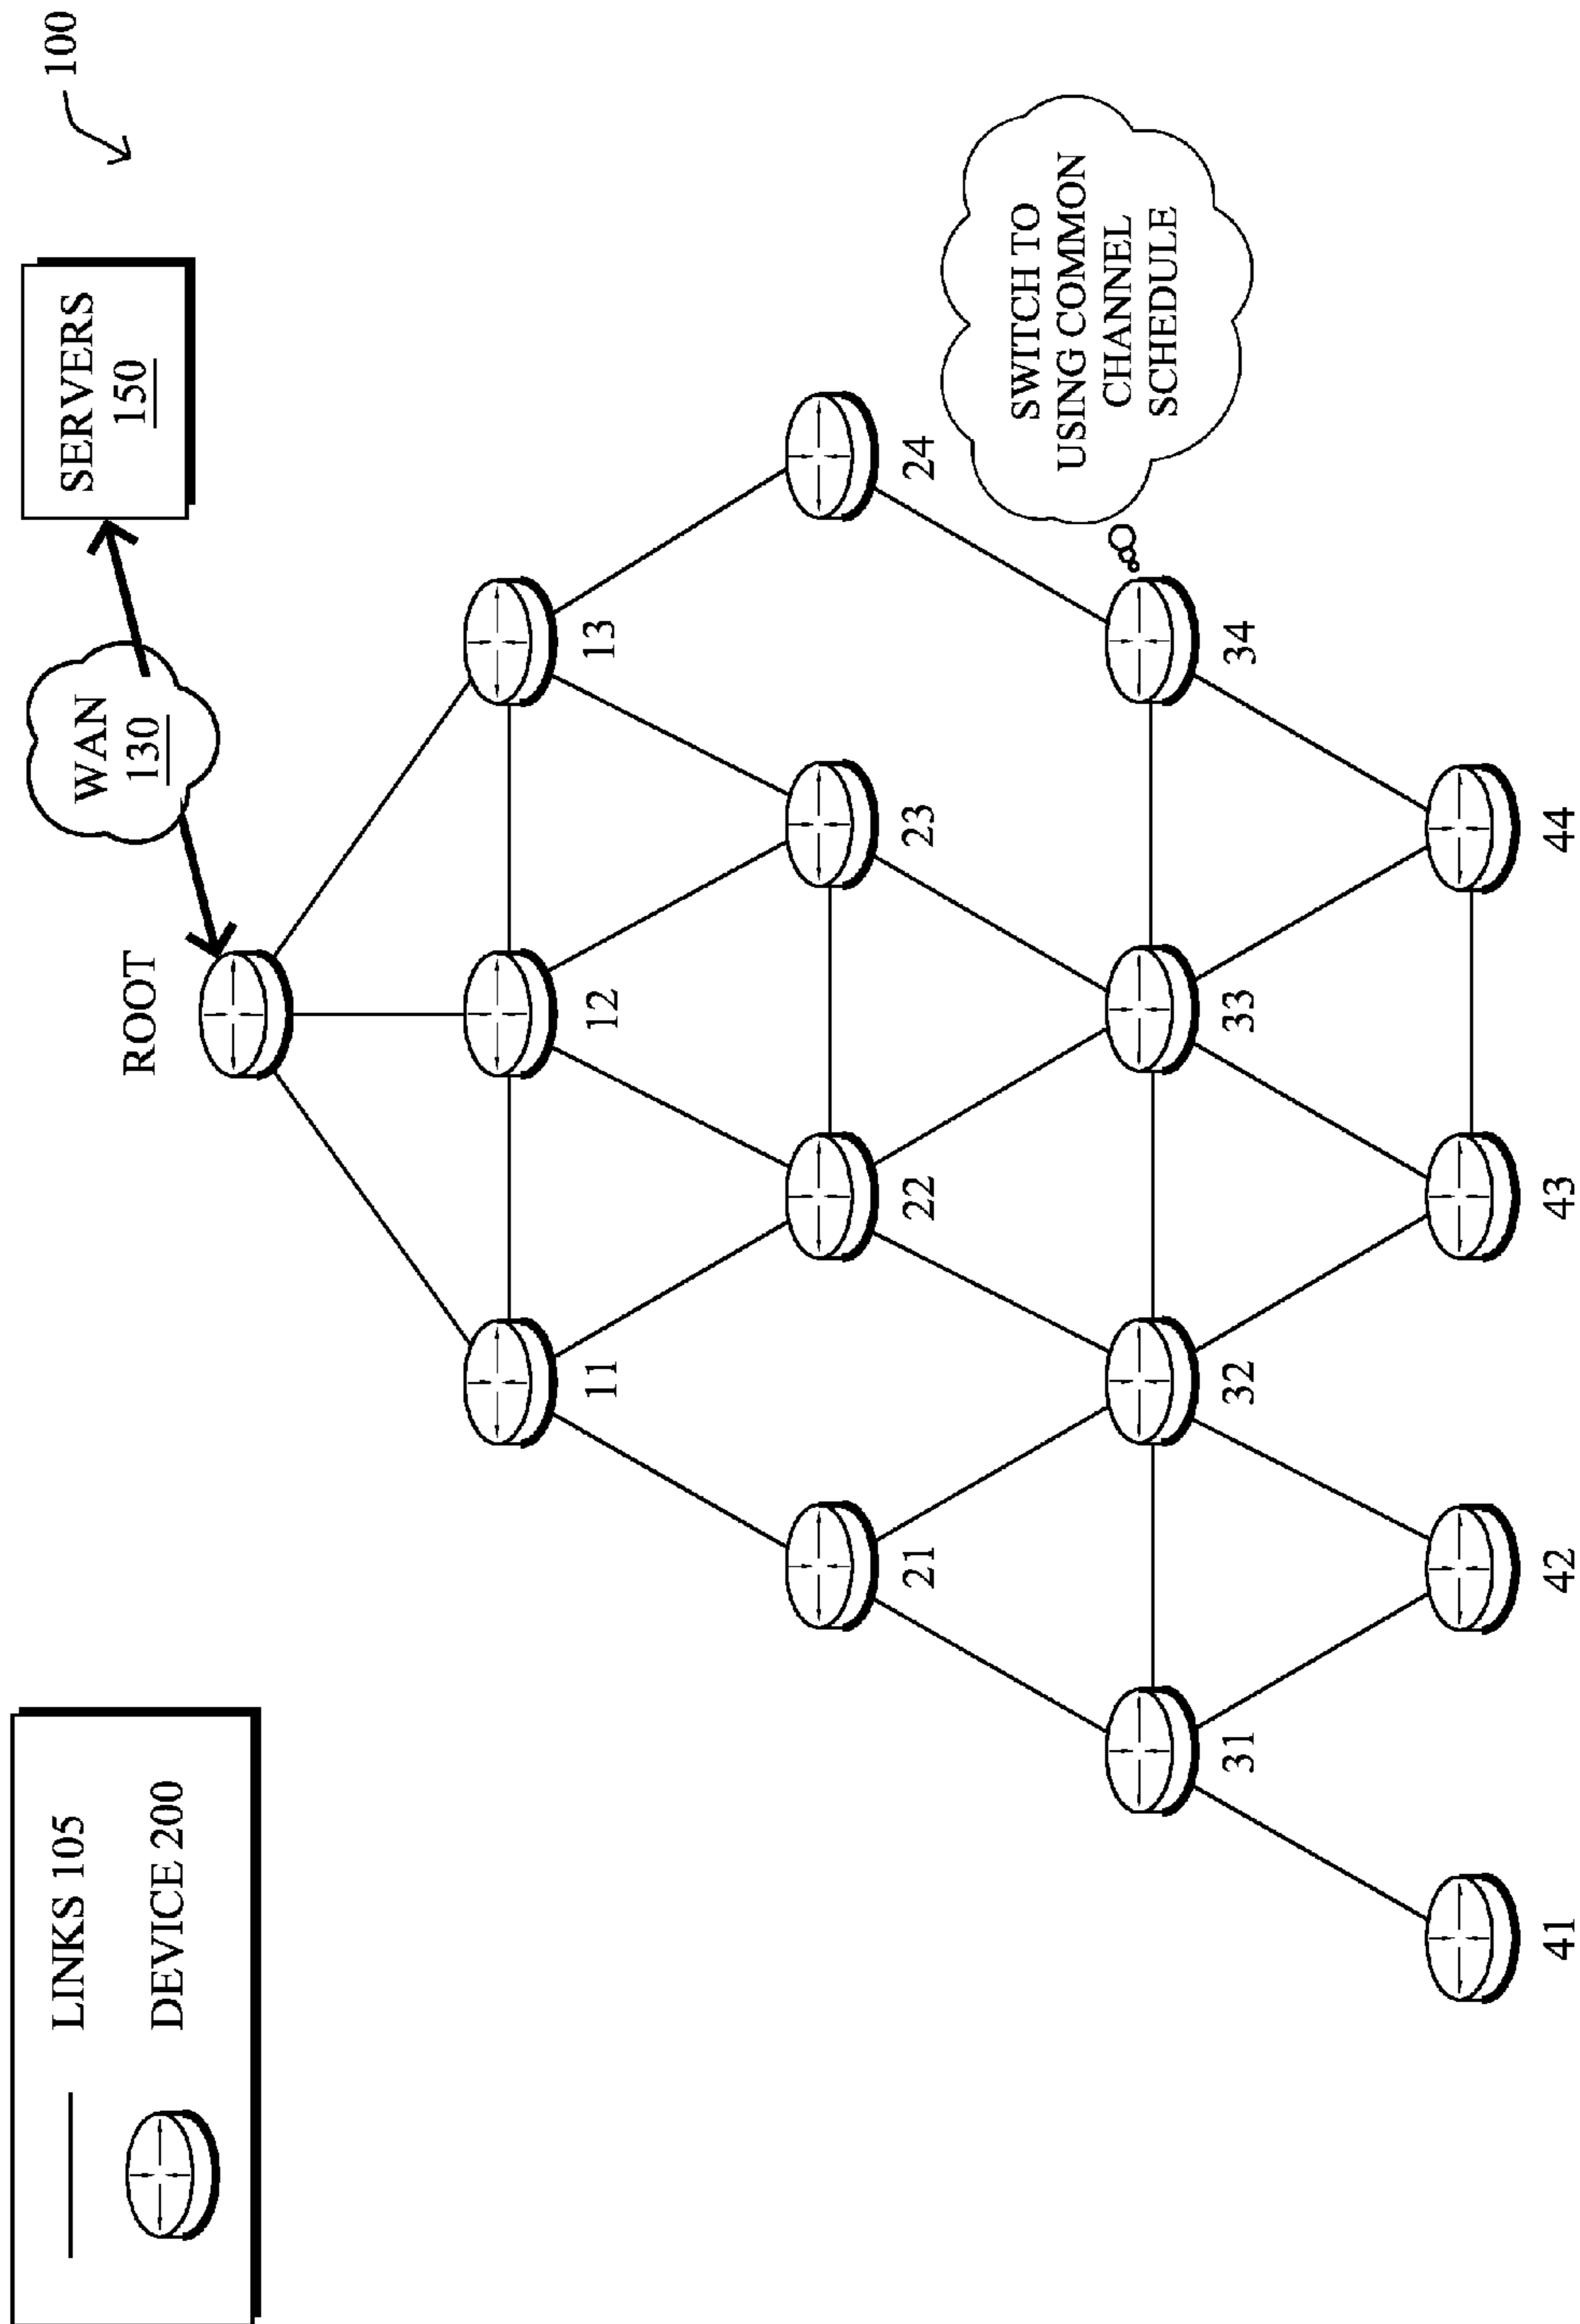 LINKS 105
DEVICE 200
100
SERVERS
150
WAN
130
ROOT
11
12
13
21
22
23
24
31
32
33
34
SWITCH TO
USING COMMON
CHANNEL
SCHEDULE
41
42
43
44